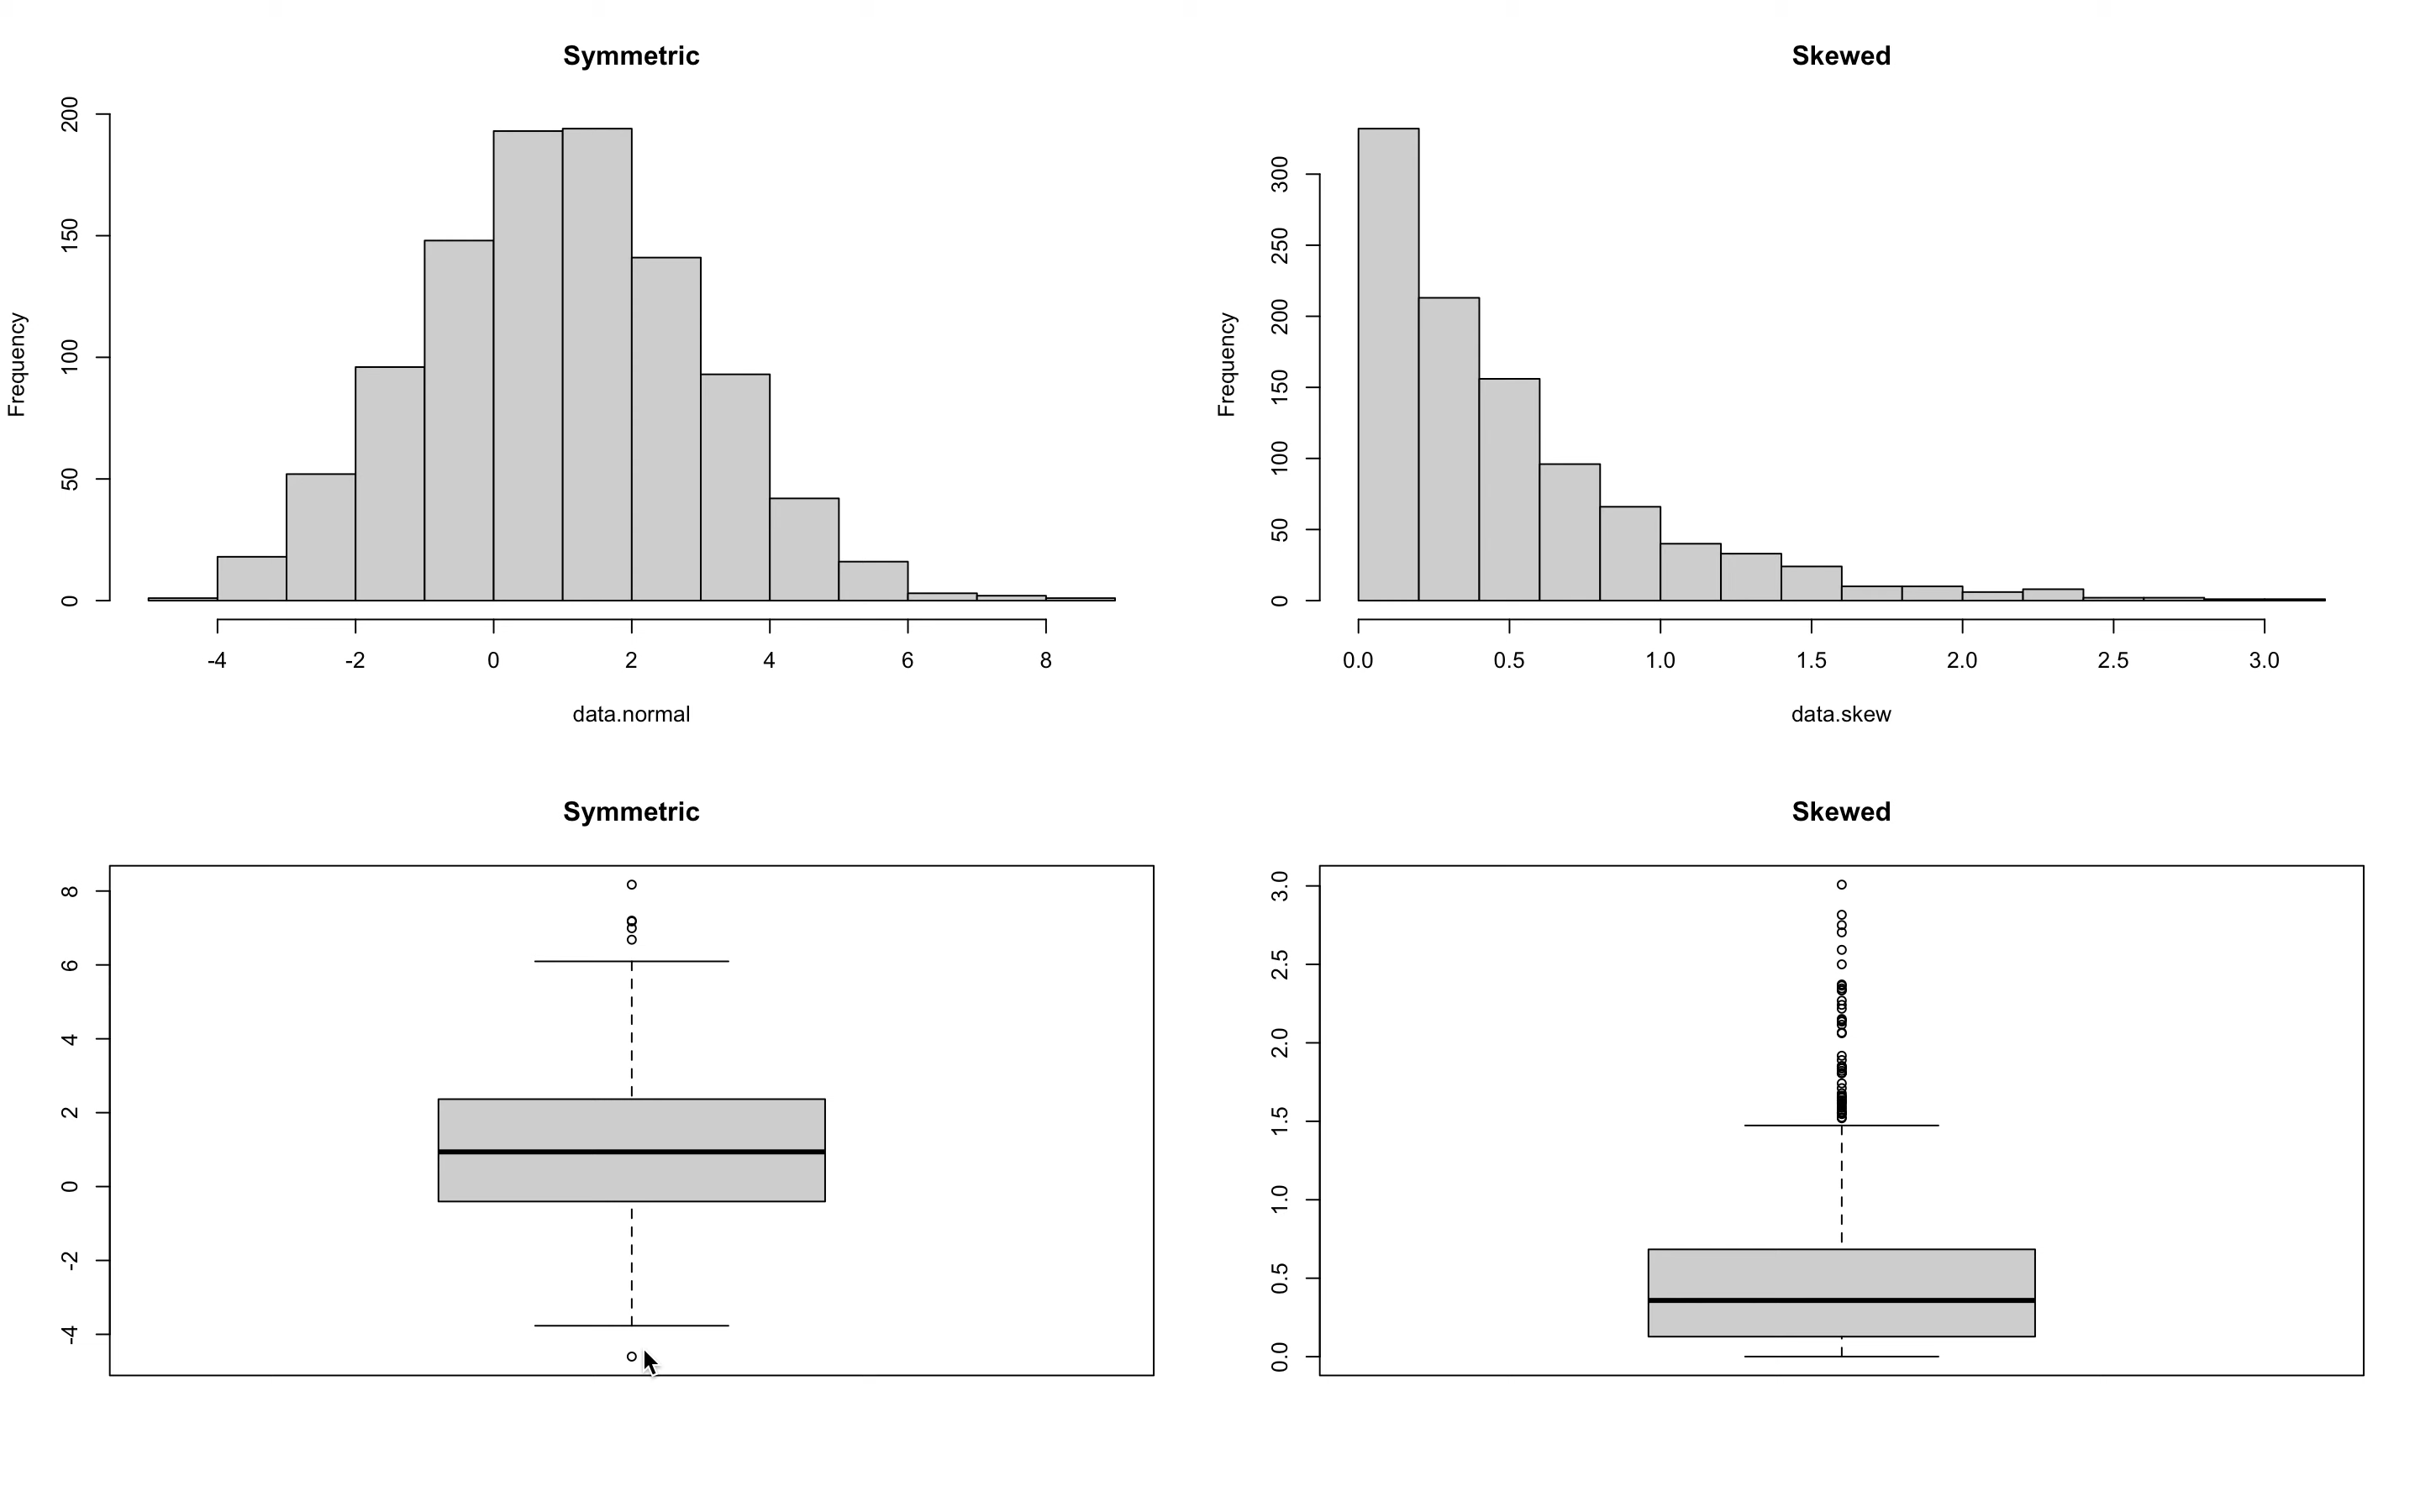 Symmetric
Frequency
200
150
100
50
0
-4 -2 0 2 4 6 8
data.normal
Skewed
Frequency
300
250
200
150
100
50
0
0.0 0.5 1.0 1.5 2.0 2.5 3.0
data.skew
Symmetric
8
6
4
2
0
-2
-4
Skewed
3.0
2.5
2.0
1.5
1.0
0.5
0.0